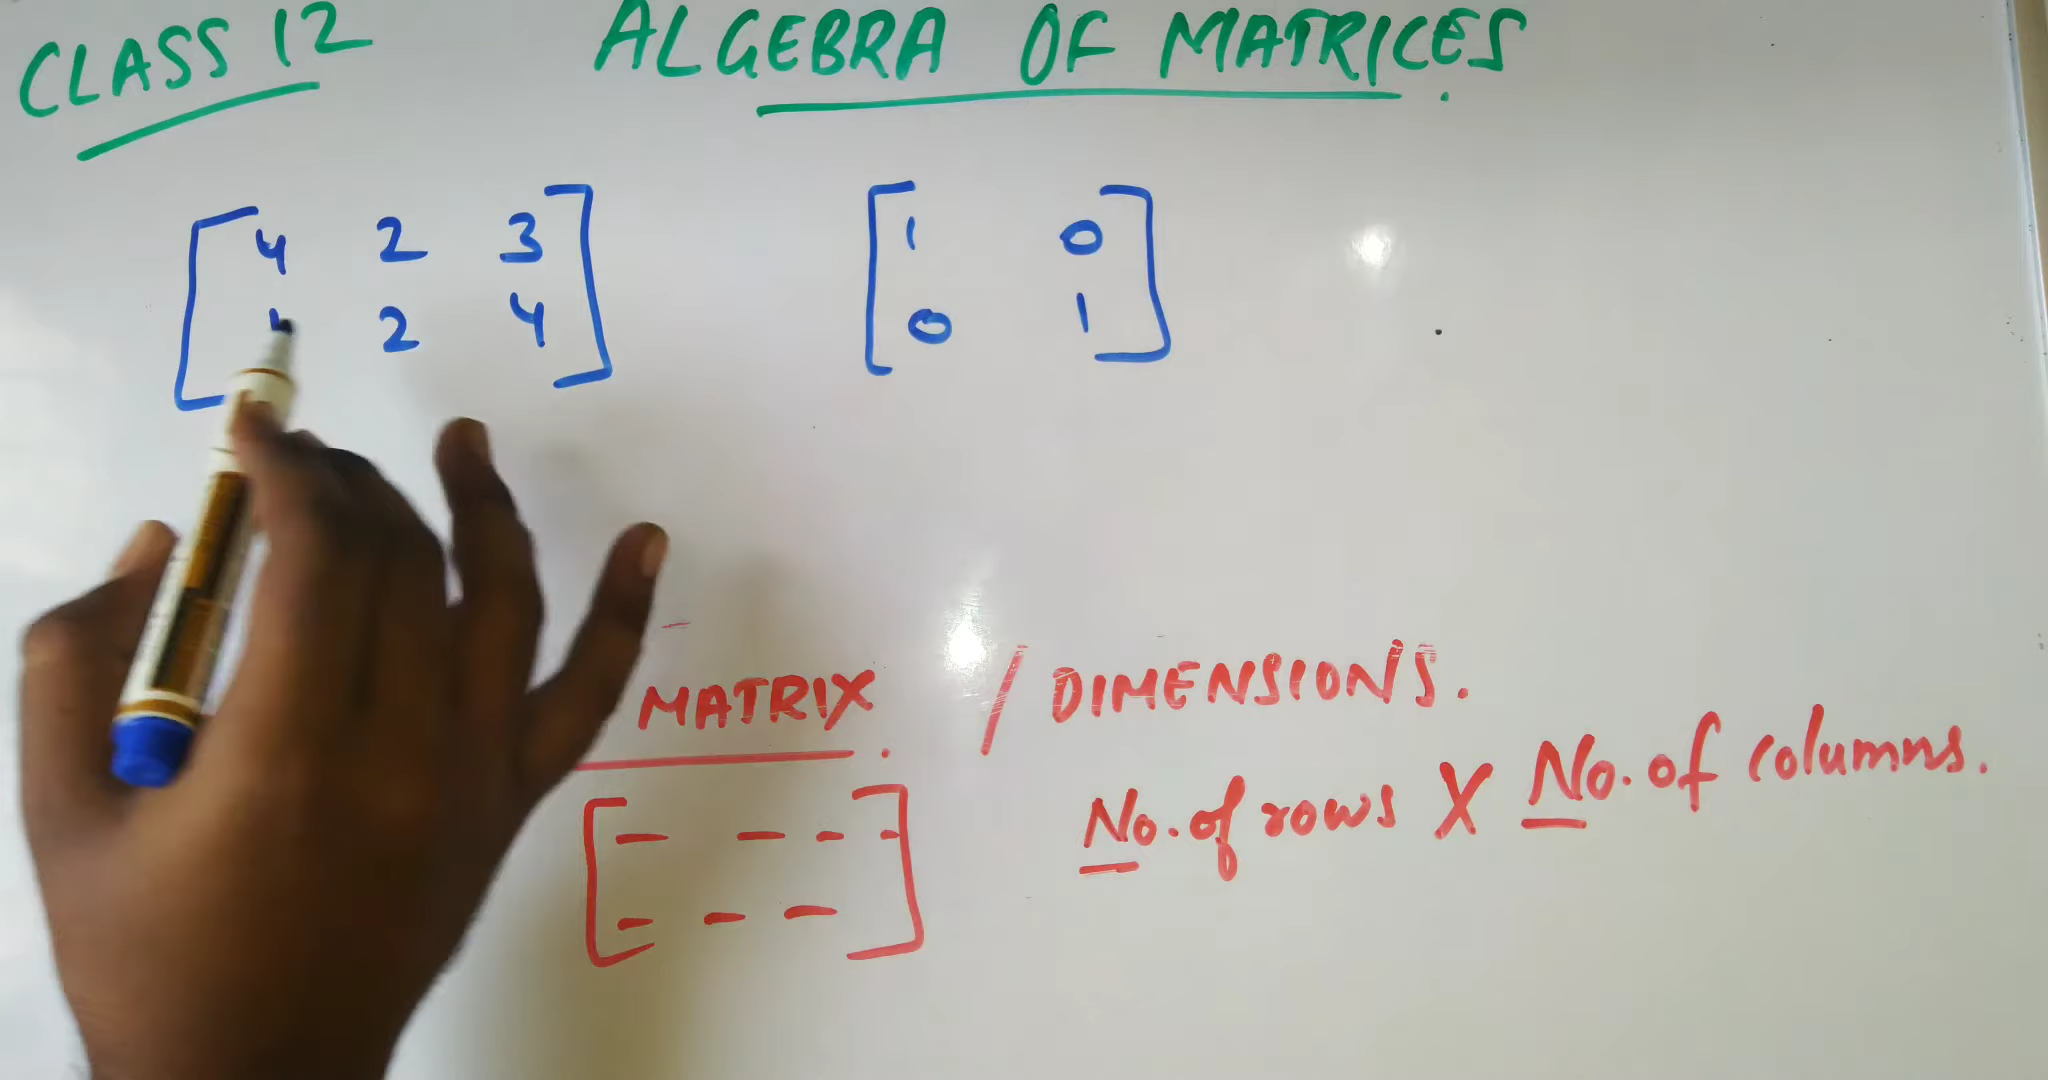 CLASS 12
ALGEBRA OF MATRICES.
4 2 3
2 4
1 0
0 1
MATRIX. / DIMENSIONS.
No. of rows X No. of columns.